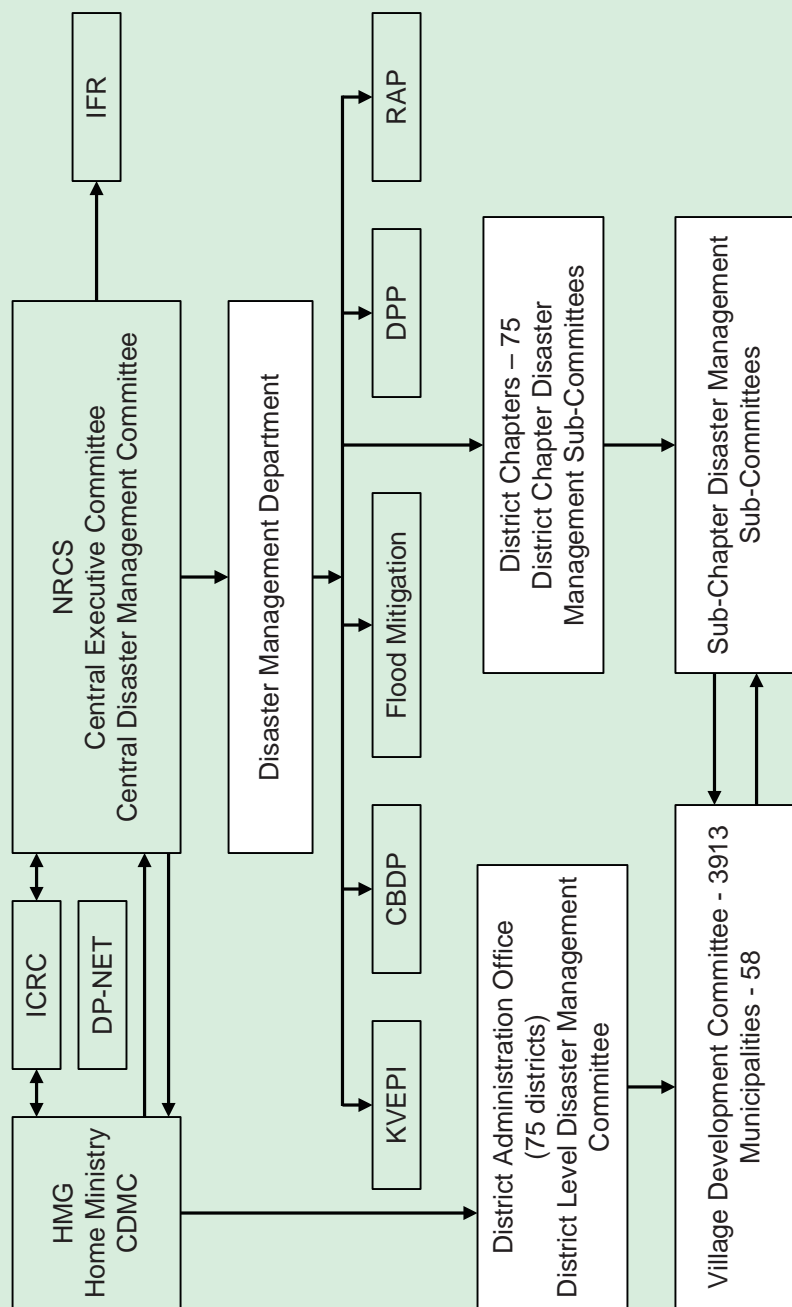 HMG
Home Ministry
CDMC
ICRC
DP-NET
NRCS
Central Executive Committee
Central Disaster Management Committee
IFR
Disaster Management Department
KVEPI
CBDP
Flood Mitigation
DPP
RAP
District Administration Office
(75 districts)
District Level Disaster Management
Committee
District Chapters – 75
District Chapter Disaster
Management Sub-Committees
Village Development Committee - 3913
Municipalities - 58
Sub-Chapter Disaster Management
Sub-Committees